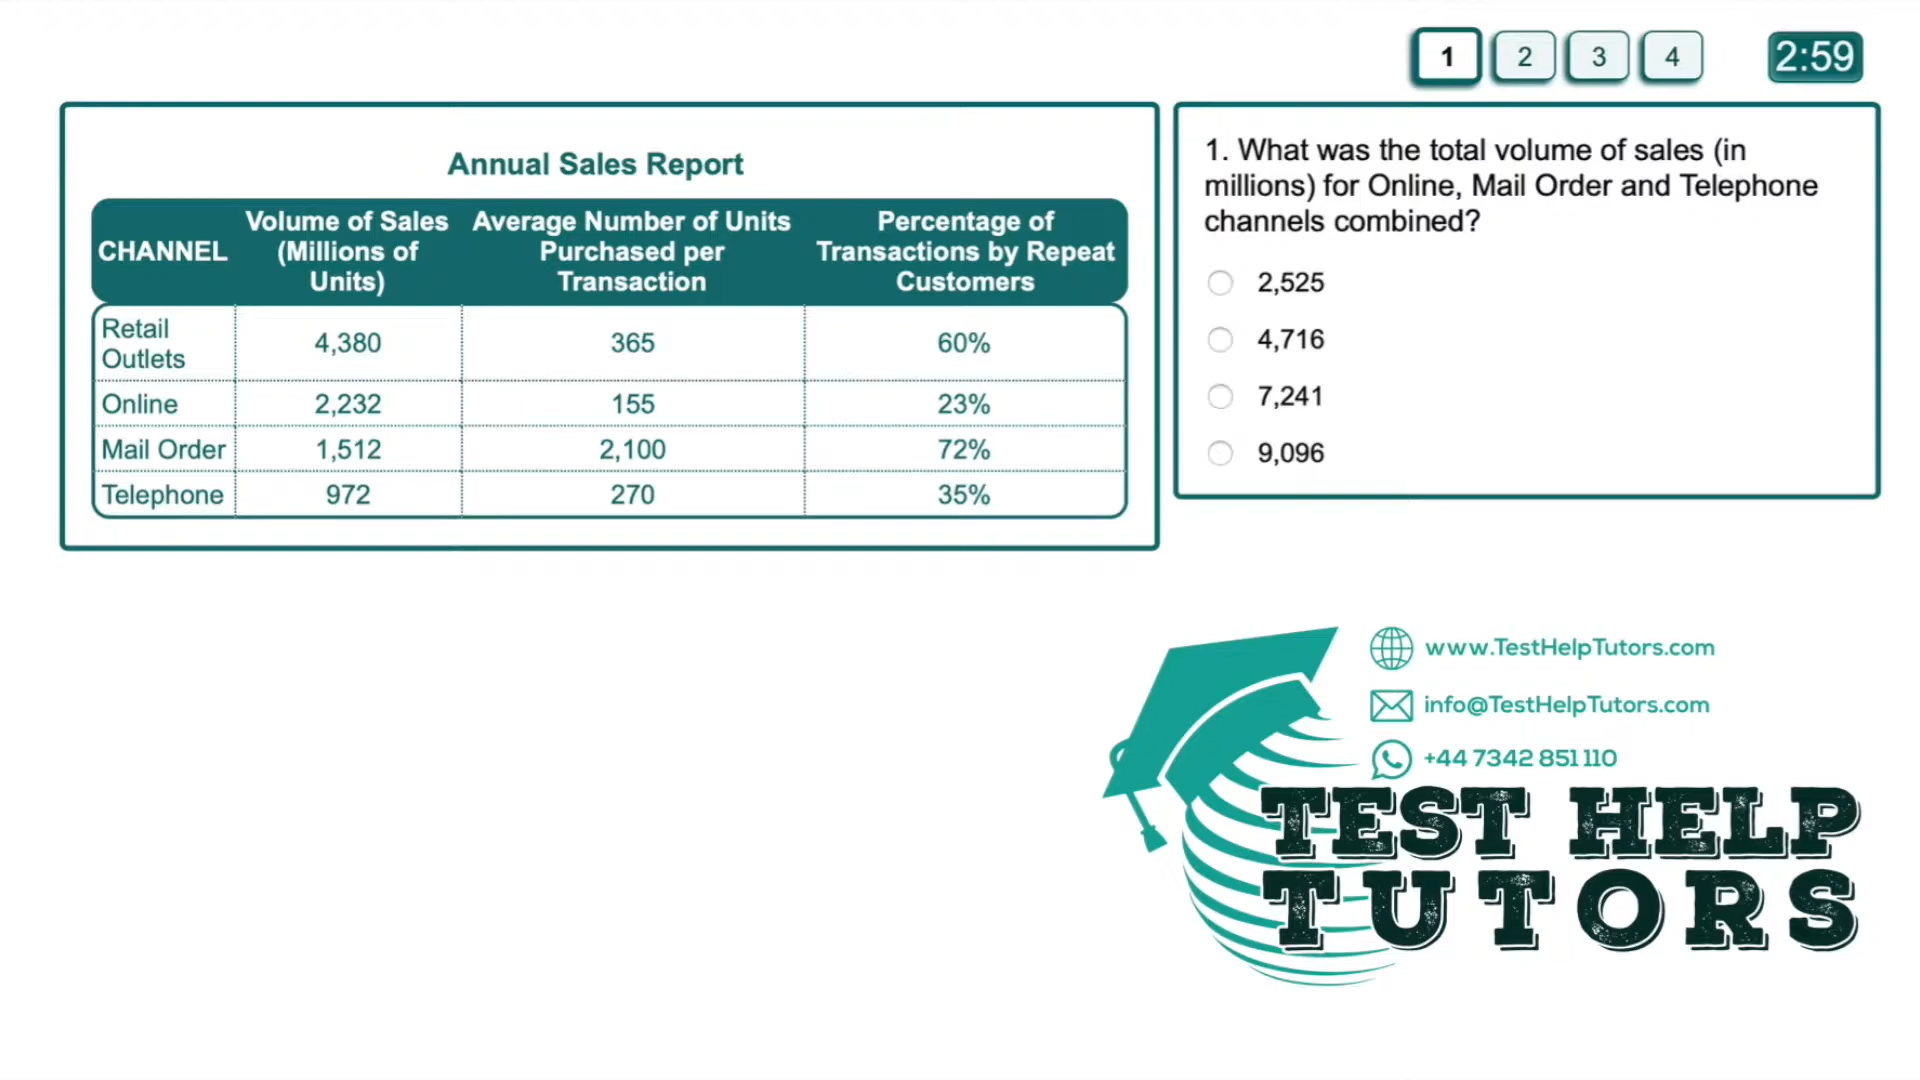 1 2 3 4 2:59
Annual Sales Report
CHANNEL Volume of Sales (Millions of Units) Average Number of Units Purchased per Transaction Percentage of Transactions by Repeat Customers
Retail Outlets 4,380 365 60%
Online 2,232 155 23%
Mail Order 1,512 2,100 72%
Telephone 972 270 35%
1. What was the total volume of sales (in
millions) for Online, Mail Order and Telephone
channels combined?
2,525
4,716
7,241
9,096
www.TestHelpTutors.com
info@TestHelpTutors.com
+44 7342 851 110
TEST HELP
TUTORS